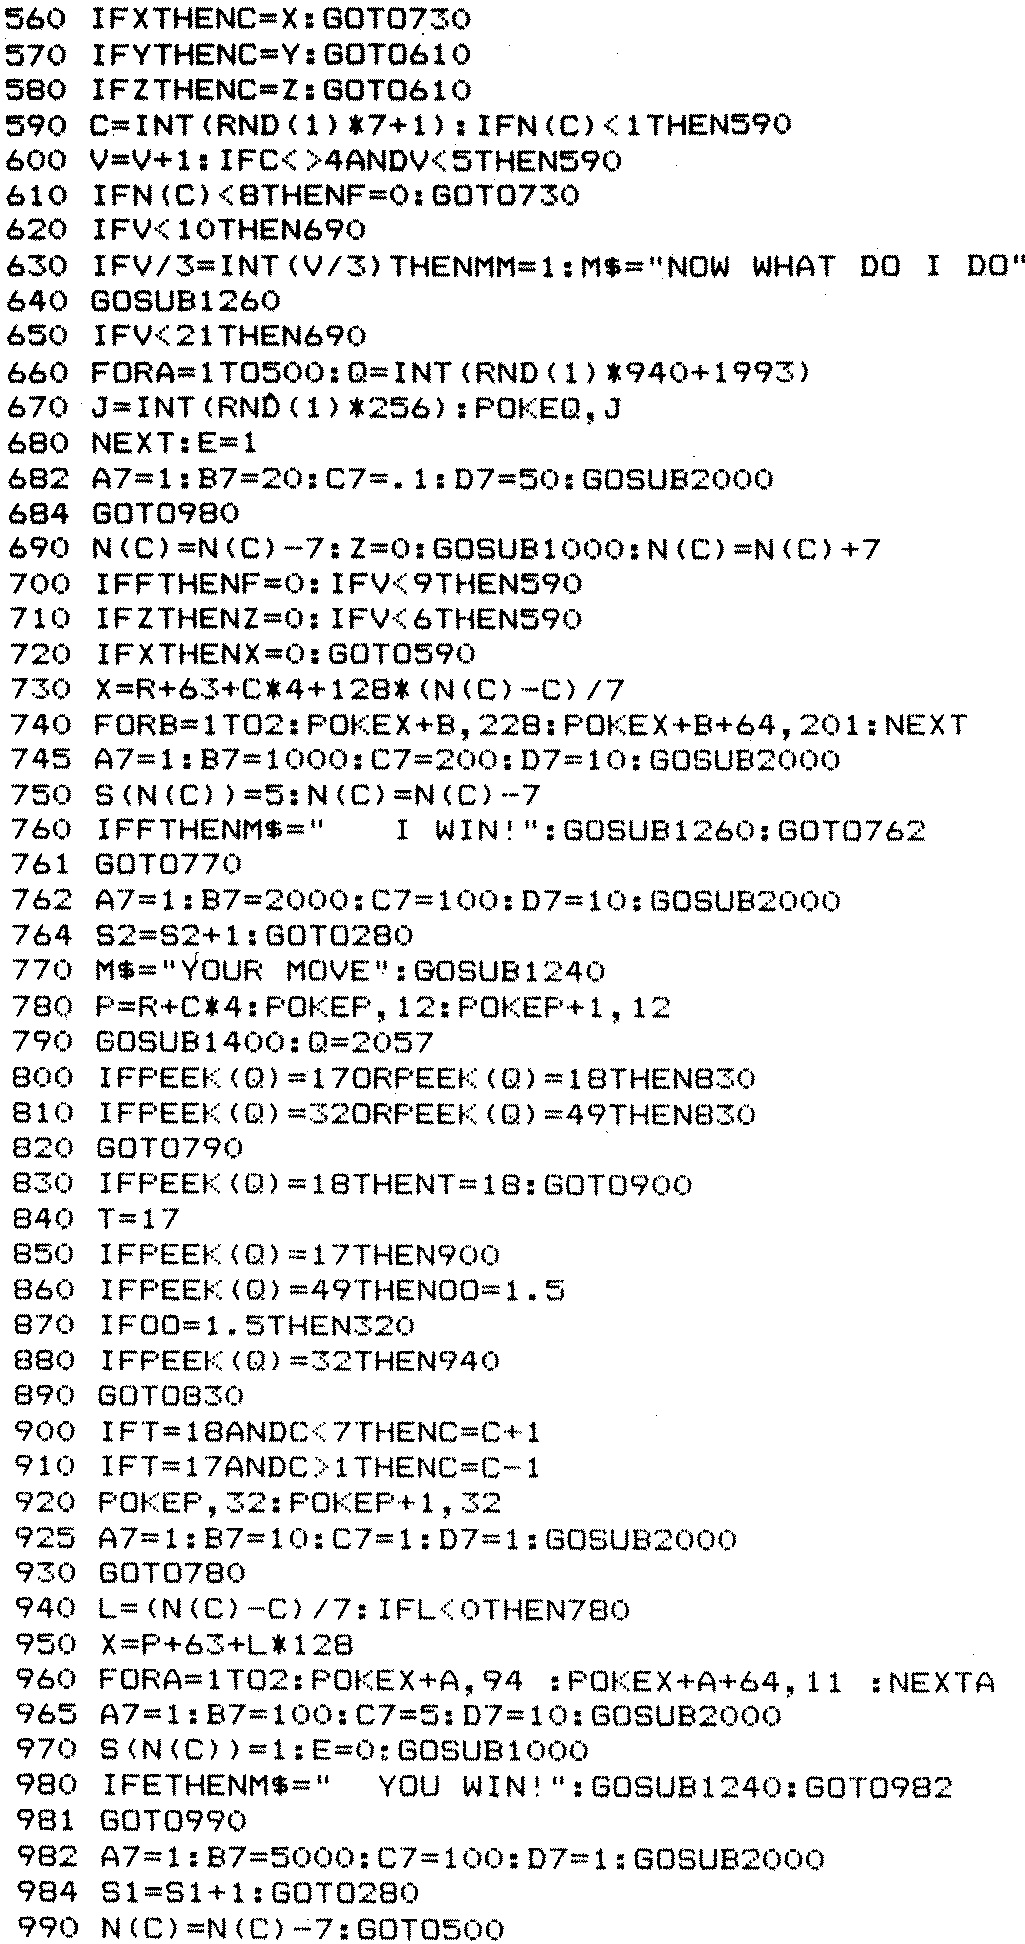 560 IFXTHENC=X:GOTO730
570 IFYTHENC=Y:GOTO610
580 IFZTHENC=Z:GOTO610
590 C=INT(RND(1)*7+1):IFN(C)<1THEN590
600 V=V+1:IFC<>4ANDV<5THEN590
610 IFN(C)<8THENF=0:GOTO730
620 IFV<10THEN690
630 IFV/3=INT(V/3)THENMM=1:M$="NOW WHAT DO I DO"
640 GOSUB1260
650 IFV<21THEN690
660 FORA=1TO500:Q=INT(RND(1)*940+1993)
670 J=INT(RND(1)*256):POKEQ,J
680 NEXT:E=1
682 A7=1:B7=20:C7=.1:D7=50:GOSUB2000
684 GOTO980
690 N(C)=N(C)-7:Z=0:GOSUB1000:N(C)=N(C)+7
700 IFFTHENF=0:IFV<9THEN590
710 IFZTHENZ=0:IFV<6THEN590
720 IFXTHENX=0:GOTO590
730 X=R+63+C*4+128*(N(C)-C)/7
740 FORB=1TO2:POKEX+B,228:POKEX+B+64,201:NEXT
745 A7=1:B7=1000:C7=200:D7=10:GOSUB2000
750 S(N(C))=5:N(C)=N(C)-7
760 IFFTHENM$="   I WIN!":GOSUB1260:GOTO762
761 GOTO770
762 A7=1:B7=2000:C7=100:D7=10:GOSUB2000
764 S2=S2+1:GOTO280
770 M$="YOUR MOVE":GOSUB1240
780 P=R+C*4:POKEP,12:POKEP+1,12
790 GOSUB1400:Q=2057
800 IFPEEK(Q)=17ORPEEK(Q)=18THEN830
810 IFPEEK(Q)=32ORPEEK(Q)=49THEN830
820 GOTO790
830 IFPEEK(Q)=18THENT=18:GOTO900
840 T=17
850 IFPEEK(Q)=17THEN900
860 IFPEEK(Q)=49THENOO=1.5
870 IFOO=1.5THEN320
880 IFPEEK(Q)=32THEN940
890 GOTO830
900 IFT=18ANDC<7THENC=C+1
910 IFT=17ANDC>1THENC=C-1
920 POKEP,32:POKEP+1,32
925 A7=1:B7=10:C7=1:D7=1:GOSUB2000
930 GOTO780
940 L=(N(C)-C)/7:IFL<0THEN780
950 X=P+63+L*128
960 FORA=1TO2:POKEX+A,94 :POKEX+A+64,11 :NEXTA
965 A7=1:B7=100:C7=5:D7=10:GOSUB2000
970 S(N(C))=1:E=0:GOSUB1000
980 IFETHENM$="  YOU WIN!":GOSUB1240:GOTO982
981 GOTO990
982 A7=1:B7=5000:C7=100:D7=1:GOSUB2000
984 S1=S1+1:GOTO280
990 N(C)=N(C)-7:GOTO500